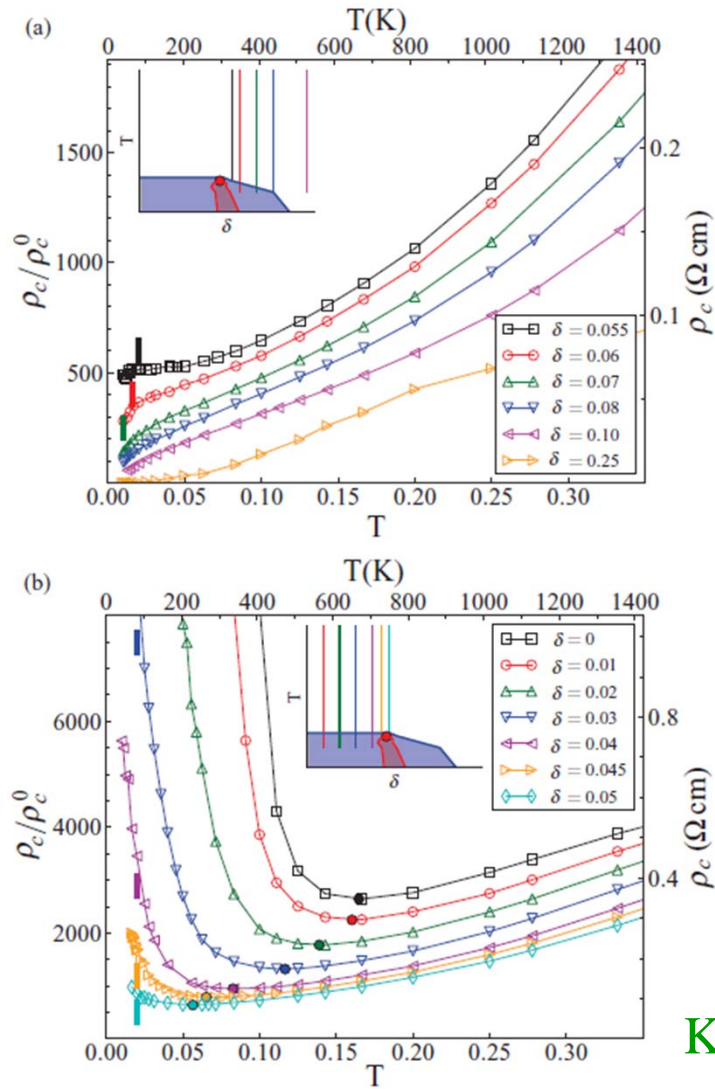 (a)
T(K)
0 200 400 600 800 1000 1200 1400
1500
1000
500
0
ρc/ρc⁰
0.2
0.1
ρc (Ω cm)
T
δ
δ = 0.055
δ = 0.06
δ = 0.07
δ = 0.08
δ = 0.10
δ = 0.25
0.00 0.05 0.10 0.15 0.20 0.25 0.30
T
(b)
T(K)
0 200 400 600 800 1000 1200 1400
6000
4000
2000
0
ρc/ρc⁰
0.8
0.4
ρc (Ω cm)
T
δ
δ = 0
δ = 0.01
δ = 0.02
δ = 0.03
δ = 0.04
δ = 0.045
δ = 0.05
0.00 0.05 0.10 0.15 0.20 0.25 0.30 0.35
T
K